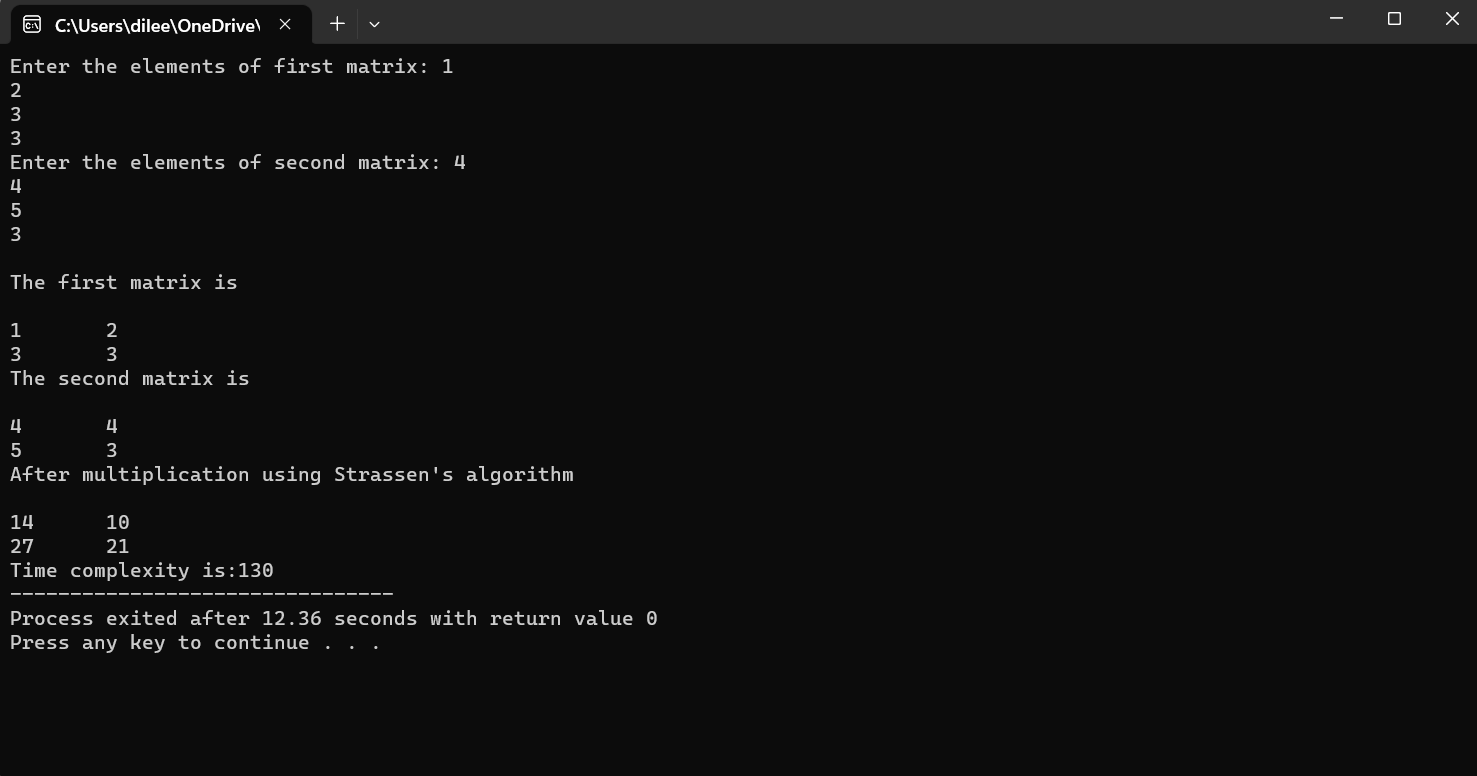 C:\Users\dilee\OneDrive\
Enter the elements of first matrix: 1
2
3
3
Enter the elements of second matrix: 4
4
5
3
The first matrix is
1 2
3 3
The second matrix is
4 4
5 3
After multiplication using Strassen's algorithm
14 10
27 21
Time complexity is:130
--------------------------------
Process exited after 12.36 seconds with return value 0
Press any key to continue . . .